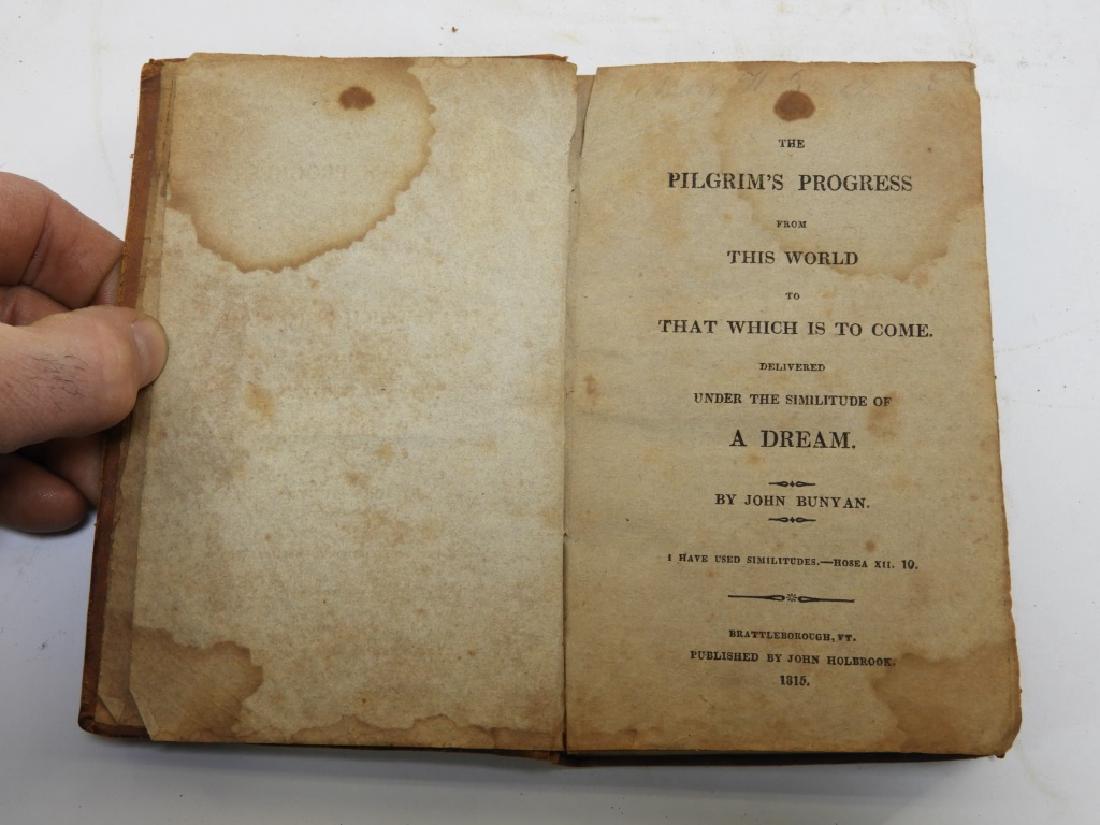 THE
PILGRIM'S PROGRESS
FROM
THIS WORLD
TO
THAT WHICH IS TO COME.
DELIVERED
UNDER THE SIMILITUDE OF
A DREAM.
BY JOHN BUNYAN.
I HAVE USED SIMILITUDES.—HOSEA XII. 10.
BRATTLEBOROUGH, VT.
PUBLISHED BY JOHN HOLBROOK.
1815.